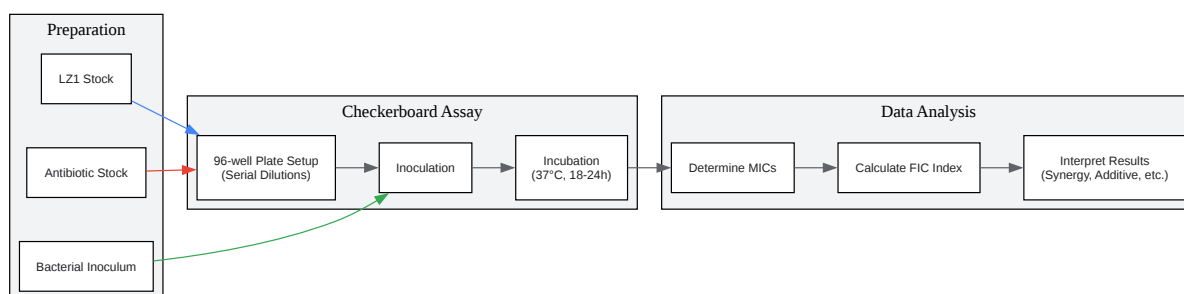 Preparation
LZ1 Stock
Antibiotic Stock
Bacterial Inoculum
Checkerboard Assay
96-well Plate Setup
(Serial Dilutions)
Inoculation
Incubation
(37°C, 18-24h)
Data Analysis
Determine MICs
Calculate FIC Index
Interpret Results
(Synergy, Additive, etc.)